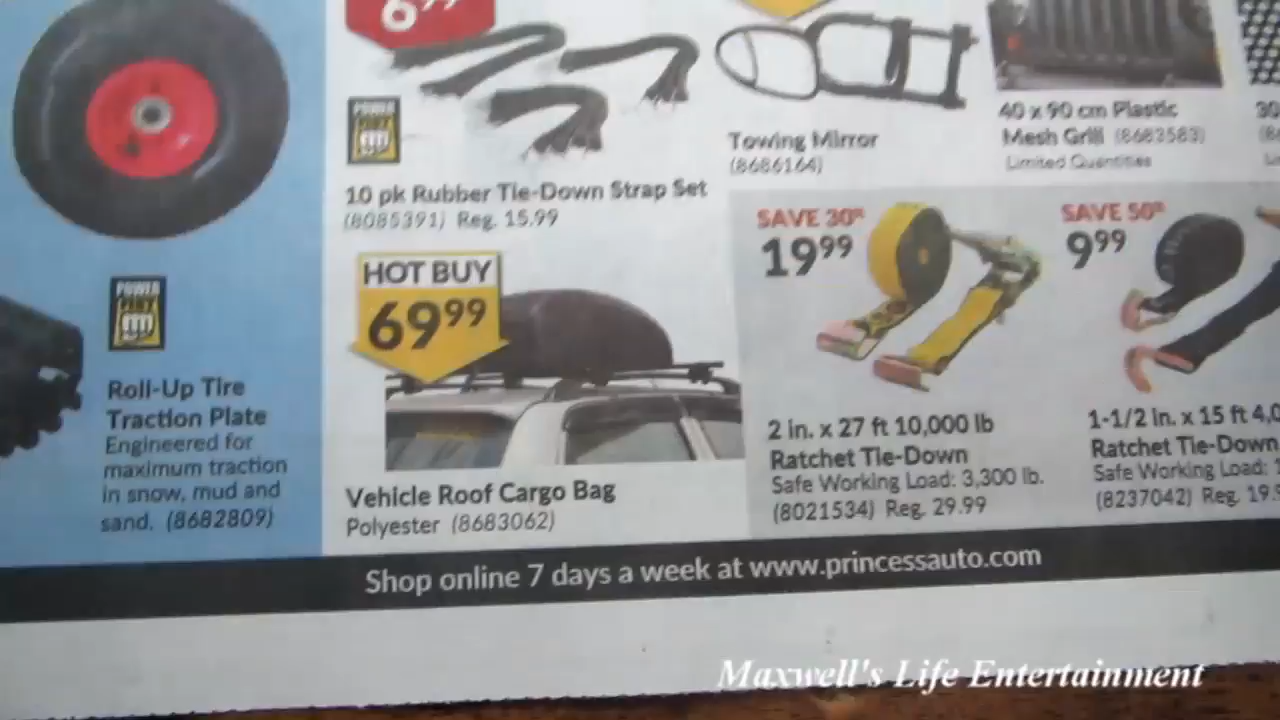 POWER
FIST
Roll-Up Tire
Traction Plate
Engineered for
maximum traction
in snow, mud and
sand. (8682809)
POWER
FIST
10 pk Rubber Tie-Down Strap Set
(8085391) Reg. 15.99
HOT BUY
69.99
Vehicle Roof Cargo Bag
Polyester (8683062)
Towing Mirror
(8686164)
40 x 90 cm Plastic
Mesh Grill (8683583)
Limited Quantities
SAVE 30%
19.99
2 in. x 27 ft 10,000 lb
Ratchet Tie-Down
Safe Working Load: 3,300 lb.
(8021534) Reg. 29.99
SAVE 50%
9.99
1-1/2 in. x 15 ft
Ratchet Tie-Down
Safe Working Load:
(8237042) Reg.
Shop online 7 days a week at www.princessauto.com
Maxwell's Life Entertainment